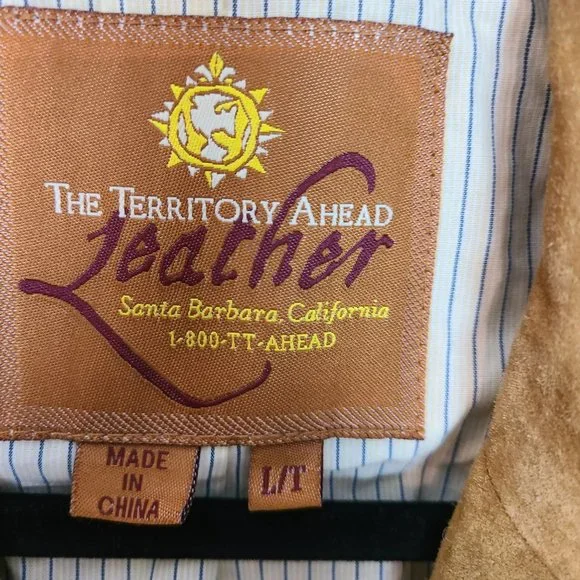 THE TERRITORY AHEAD
Leather
Santa Barbara, California
1-800-TT-AHEAD
MADE
IN
CHINA
L/T